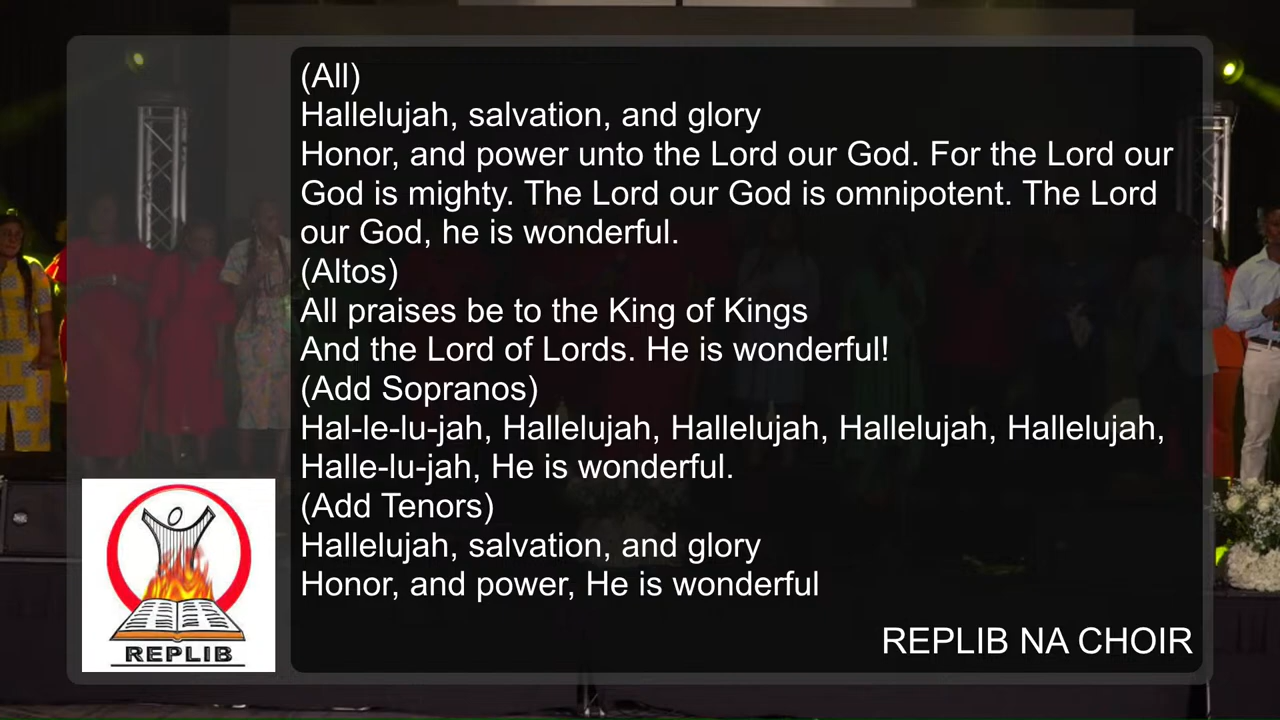 (All)
Hallelujah, salvation, and glory
Honor, and power unto the Lord our God. For the Lord our
God is mighty. The Lord our God is omnipotent. The Lord
our God, he is wonderful.
(Altos)
All praises be to the King of Kings
And the Lord of Lords. He is wonderful!
(Add Sopranos)
Hal-le-lu-jah, Hallelujah, Hallelujah, Hallelujah, Hallelujah,
Halle-lu-jah, He is wonderful.
(Add Tenors)
Hallelujah, salvation, and glory
Honor, and power, He is wonderful
REPLIB
REPLIB NA CHOIR